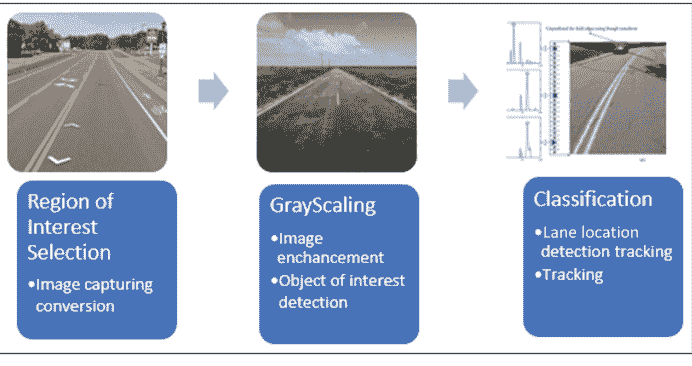 Region of
Interest
Selection
•Image capturing
conversion
GrayScaling
•Image
enchancement
•Object of interest
detection
Classification
•Lane location
detection tracking
•Tracking